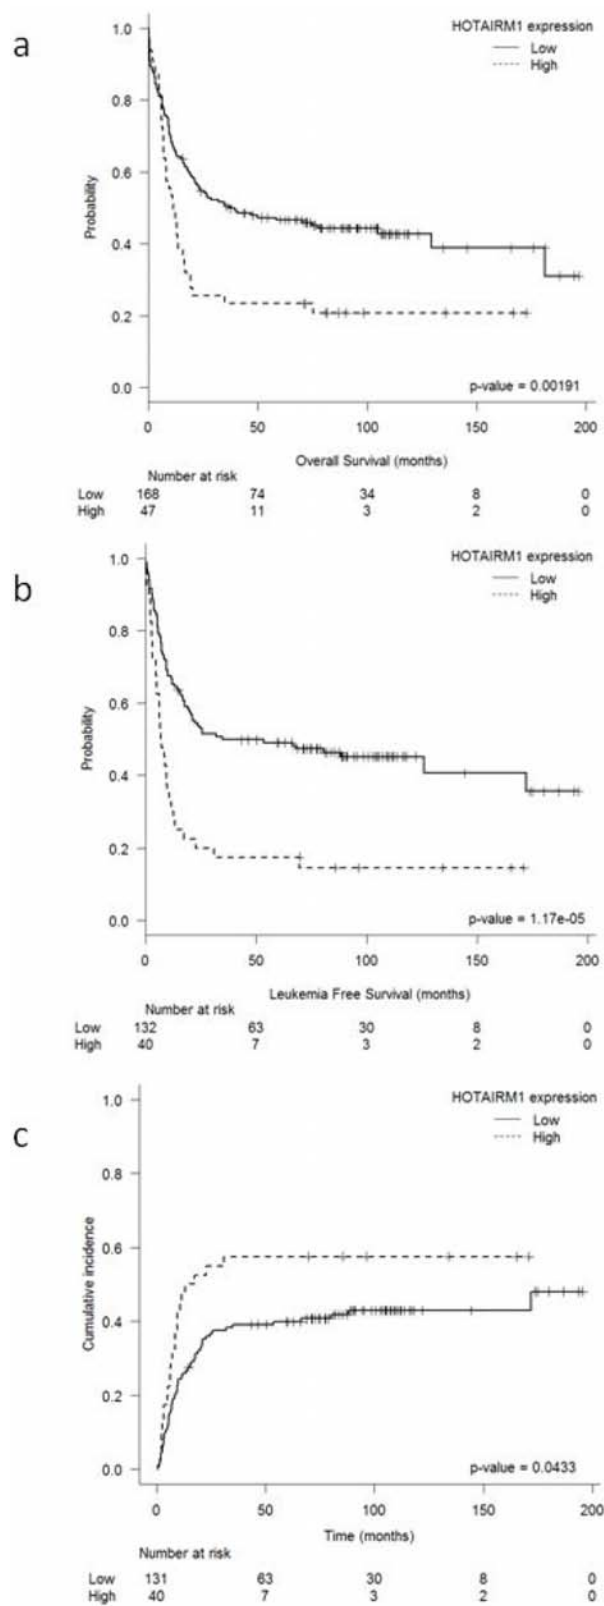 a
HOTAIRM1 expression
Low
High
1.0
0.8
0.6
0.4
0.2
0.0
Probability
p-value = 0.00191
0 50 100 150 200
Overall Survival (months)
Number at risk
Low 168 74 34 8 0
High 47 11 3 2 0
b
HOTAIRM1 expression
Low
High
1.0
0.8
0.6
0.4
0.2
0.0
Probability
p-value = 1.17e-05
0 50 100 150 200
Leukemia Free Survival (months)
Number at risk
Low 132 63 30 8 0
High 40 7 3 2 0
c
HOTAIRM1 expression
Low
High
1.0
0.8
0.6
0.4
0.2
0.0
Cumulative incidence
p-value = 0.0433
0 50 100 150 200
Time (months)
Number at risk
Low 131 63 30 8 0
High 40 7 3 2 0